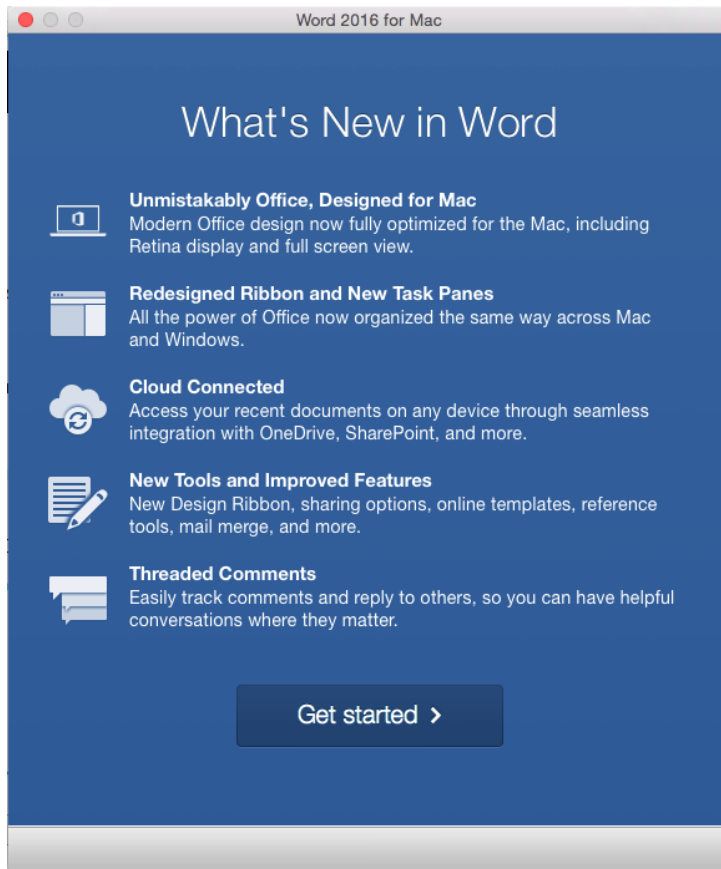 Word 2016 for Mac
What's New in Word
Unmistakably Office, Designed for Mac
Modern Office design now fully optimized for the Mac, including
Retina display and full screen view.
Redesigned Ribbon and New Task Panes
All the power of Office now organized the same way across Mac
and Windows.
Cloud Connected
Access your recent documents on any device through seamless
integration with OneDrive, SharePoint, and more.
New Tools and Improved Features
New Design Ribbon, sharing options, online templates, reference
tools, mail merge, and more.
Threaded Comments
Easily track comments and reply to others, so you can have helpful
conversations where they matter.
Get started >